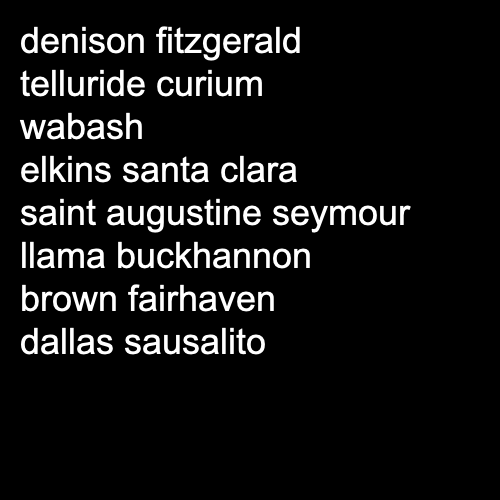 denison fitzgerald
telluride curium
wabash
elkins santa clara
saint augustine seymour
llama buckhannon
brown fairhaven
dallas sausalito